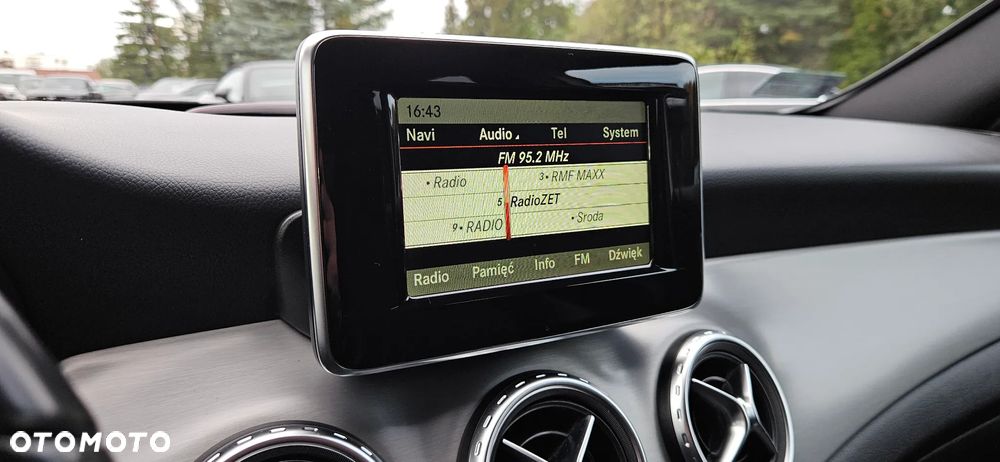 16:43
Navi Audio Tel System
FM 95.2 MHz
• Radio 3• RMF MAXX
5 RadioZET
9• RADIO • Sroda
Radio Pamięć Info FM Dźwięk
OTOMOTO